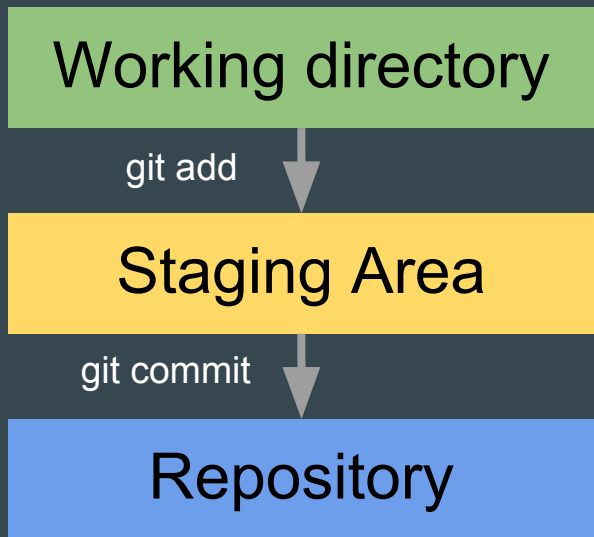 Working directory
git add
Staging Area
git commit
Repository